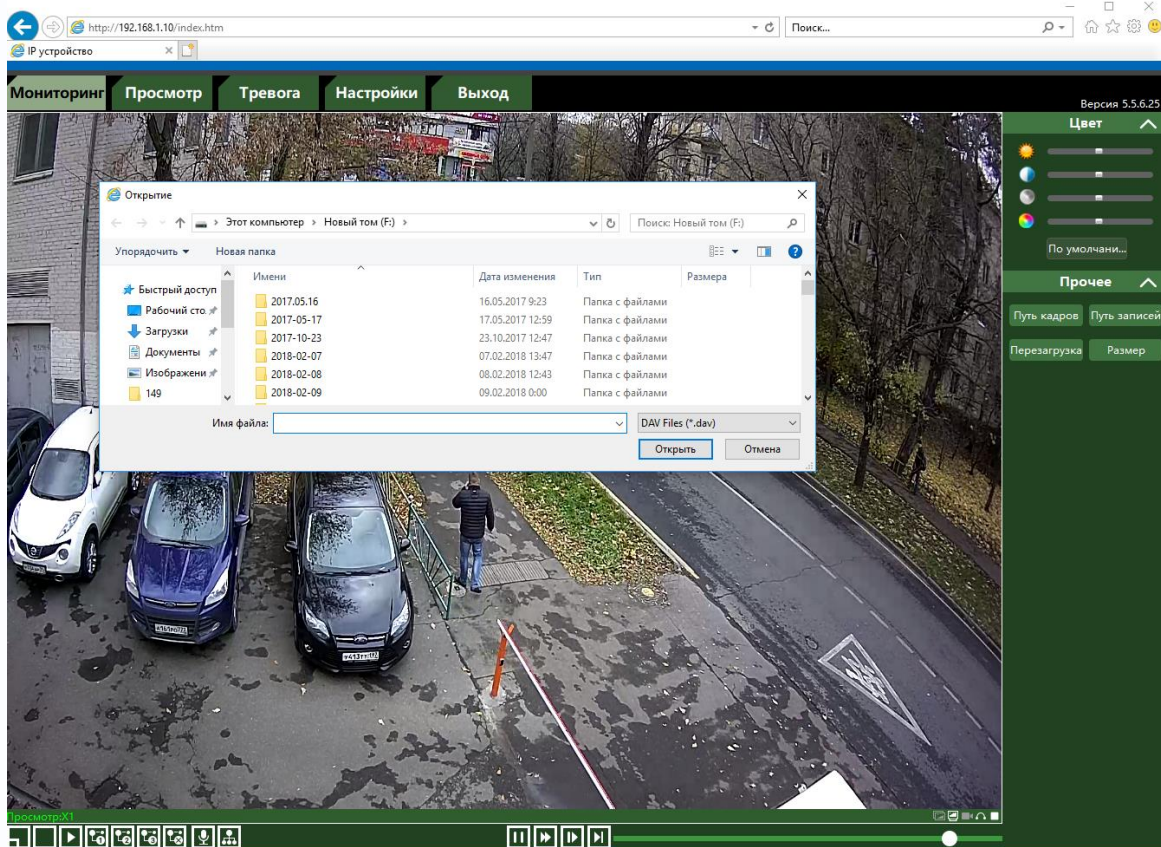 http://192.168.1.10/index.htm
Поиск...
IP устройство
Мониторинг Просмотр Тревога Настройки Выход
Версия 5.5.6.25
Цвет
По умолчани...
Прочее
Путь кадров Путь записей
Перезагрузка Размер
Открытие
Этот компьютер › Новый том (F:) ›
Поиск: Новый том (F:)
Упорядочить Новая папка
Имени Дата изменения Тип Размера
Быстрый доступ
Рабочий сто.
Загрузки
Документы
Изображени
149
2017.05.16 16.05.2017 9:23 Папка с файлами
2017-05-17 17.05.2017 12:59 Папка с файлами
2017-10-23 23.10.2017 12:47 Папка с файлами
2018-02-07 07.02.2018 13:47 Папка с файлами
2018-02-08 08.02.2018 12:43 Папка с файлами
2018-02-09 09.02.2018 0:00 Папка с файлами
Имя файла: DAV Files (*.dav)
Открыть Отмена
Просмотр:X1